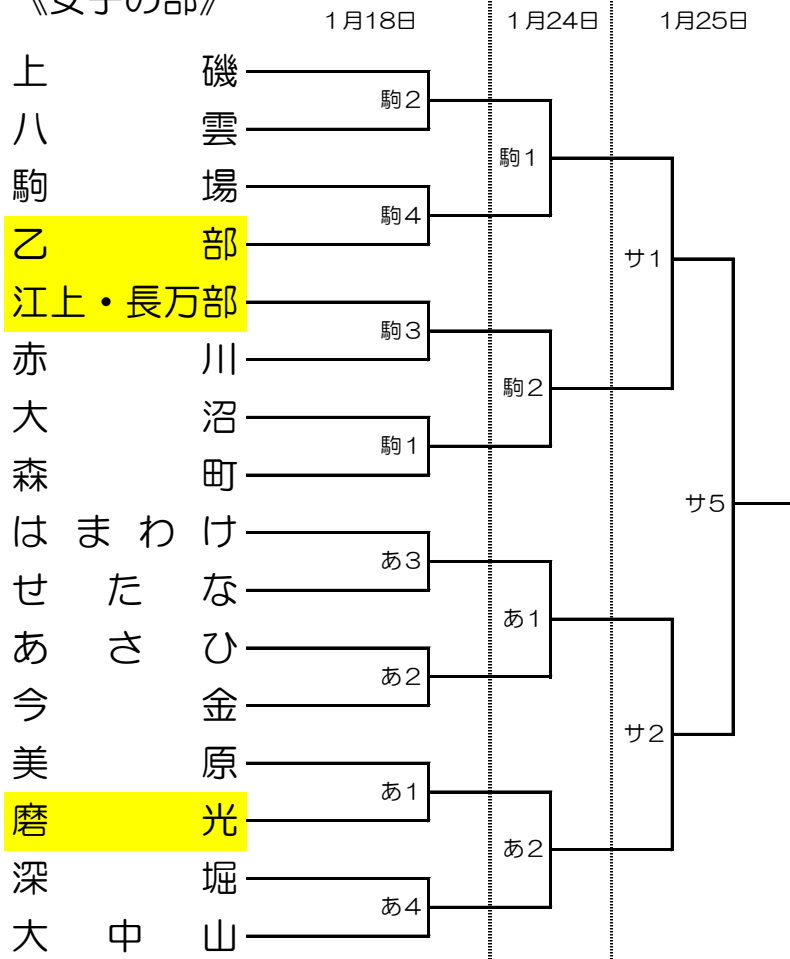 《女子の部》
1月18日 1月24日 1月25日
上磯
駒2
八雲
駒1
駒場
駒4
乙部
サ1
江上・長万部
駒3
赤川
駒2
大沼
駒1
森町
サ5
はまわけ
あ3
せたな
あ1
あさひ
あ2
今金
サ2
美原
あ1
磨光
あ2
深堀
あ4
大中山